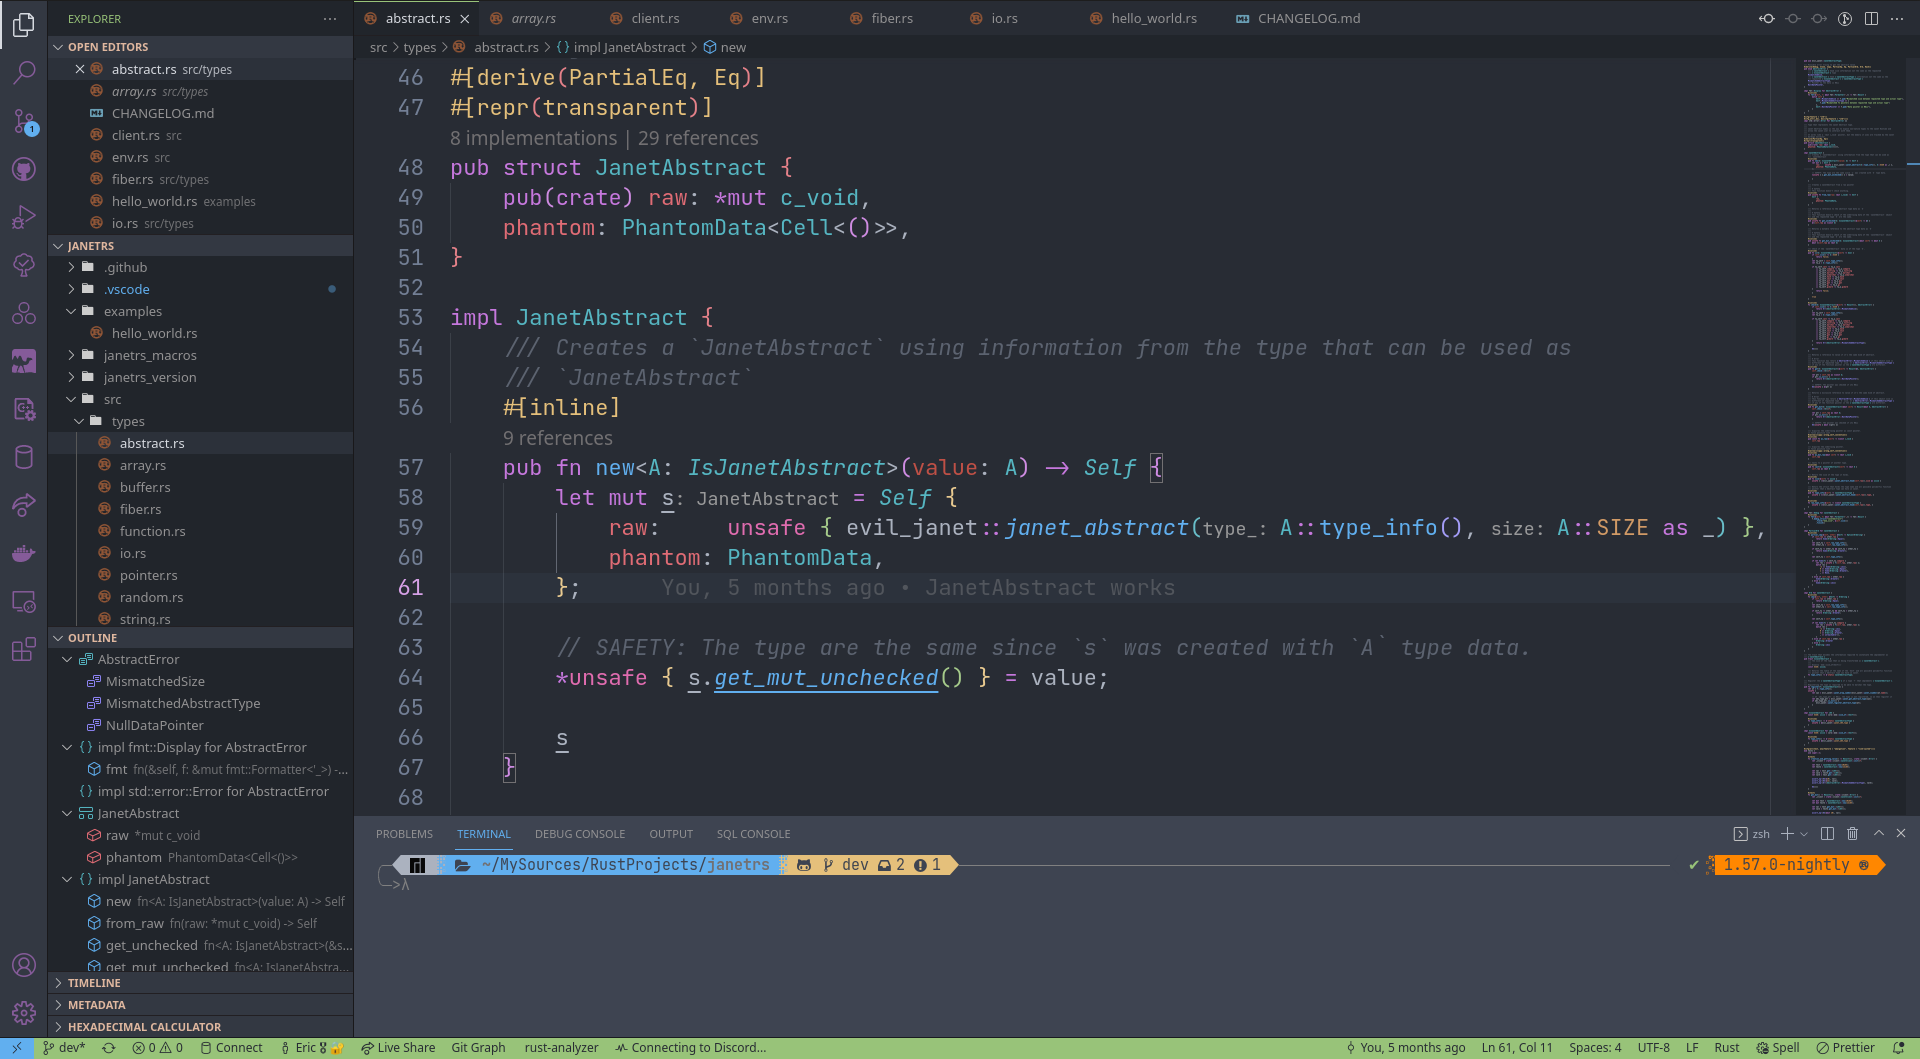 EXPLORER
OPEN EDITORS
abstract.rs src/types
array.rs src/types
CHANGELOG.md
client.rs src
env.rs src
fiber.rs src/types
hello_world.rs examples
io.rs src/types
JANETRS
.github
.vscode
examples
hello_world.rs
janetrs_macros
janetrs_version
src
types
abstract.rs
array.rs
buffer.rs
fiber.rs
function.rs
io.rs
pointer.rs
random.rs
string.rs
OUTLINE
AbstractError
MismatchedSize
MismatchedAbstractType
NullDataPointer
impl fmt::Display for AbstractError
fmt fn(&self, f: &mut fmt::Formatter<'_>) -...
impl std::error::Error for AbstractError
JanetAbstract
raw *mut c_void
phantom PhantomData<Cell<()>>
impl JanetAbstract
new fn<A: IsJanetAbstract>(value: A) -> Self
from_raw fn(raw: *mut c_void) -> Self
get_unchecked fn<A: IsJanetAbstract>(&s...
get_mut_unchecked fn<A: IsJanetAbstra...
TIMELINE
METADATA
HEXADECIMAL CALCULATOR
abstract.rs array.rs client.rs env.rs fiber.rs io.rs hello_world.rs CHANGELOG.md
src > types > abstract.rs > {} impl JanetAbstract > new
46 #[derive(PartialEq, Eq)]
47 #[repr(transparent)]
8 implementations | 29 references
48 pub struct JanetAbstract {
49 pub(crate) raw: *mut c_void,
50 phantom: PhantomData<Cell<()>>,
51 }
52
53 impl JanetAbstract {
54 /// Creates a `JanetAbstract` using information from the type that can be used as
55 /// `JanetAbstract`
56 #[inline]
9 references
57 pub fn new<A: IsJanetAbstract>(value: A) -> Self {
58 let mut s: JanetAbstract = Self {
59 raw: unsafe { evil_janet::janet_abstract(type_: A::type_info(), size: A::SIZE as _) },
60 phantom: PhantomData,
61 }; You, 5 months ago • JanetAbstract works
62
63 // SAFETY: The type are the same since `s` was created with `A` type data.
64 *unsafe { s.get_mut_unchecked() } = value;
65
66 s
67 }
68
PROBLEMS TERMINAL DEBUG CONSOLE OUTPUT SQL CONSOLE zsh
~/MySources/RustProjects/janetrs dev 2 1 ✔ 1.57.0-nightly
->λ
1
dev* 0 0 Connect Eric Live Share Git Graph rust-analyzer Connecting to Discord... You, 5 months ago Ln 61, Col 11 Spaces: 4 UTF-8 LF Rust Spell Prettier